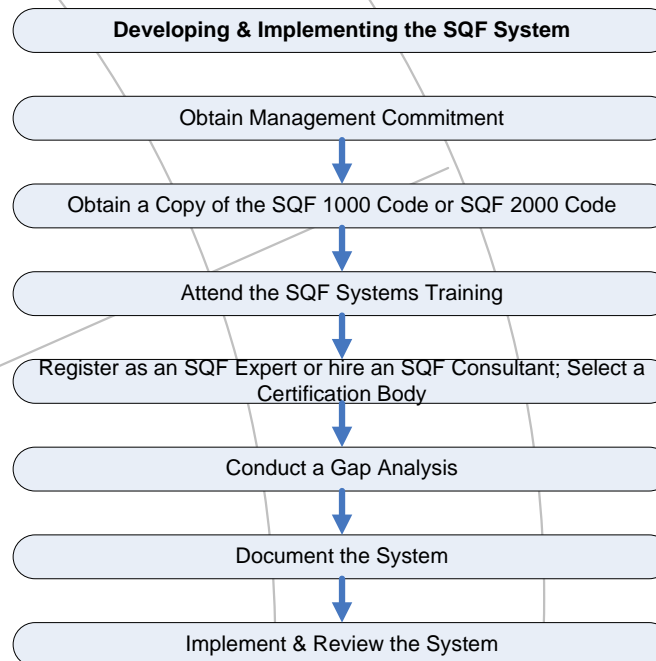 Developing & Implementing the SQF System
Obtain Management Commitment
Obtain a Copy of the SQF 1000 Code or SQF 2000 Code
Attend the SQF Systems Training
Register as an SQF Expert or hire an SQF Consultant; Select a
Certification Body
Conduct a Gap Analysis
Document the System
Implement & Review the System